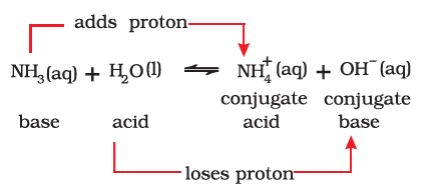 adds proton
NH₃(aq) + H₂O(l) ⇌ NH₄⁺(aq) + OH⁻(aq)
conjugate conjugate
base acid acid base
loses proton